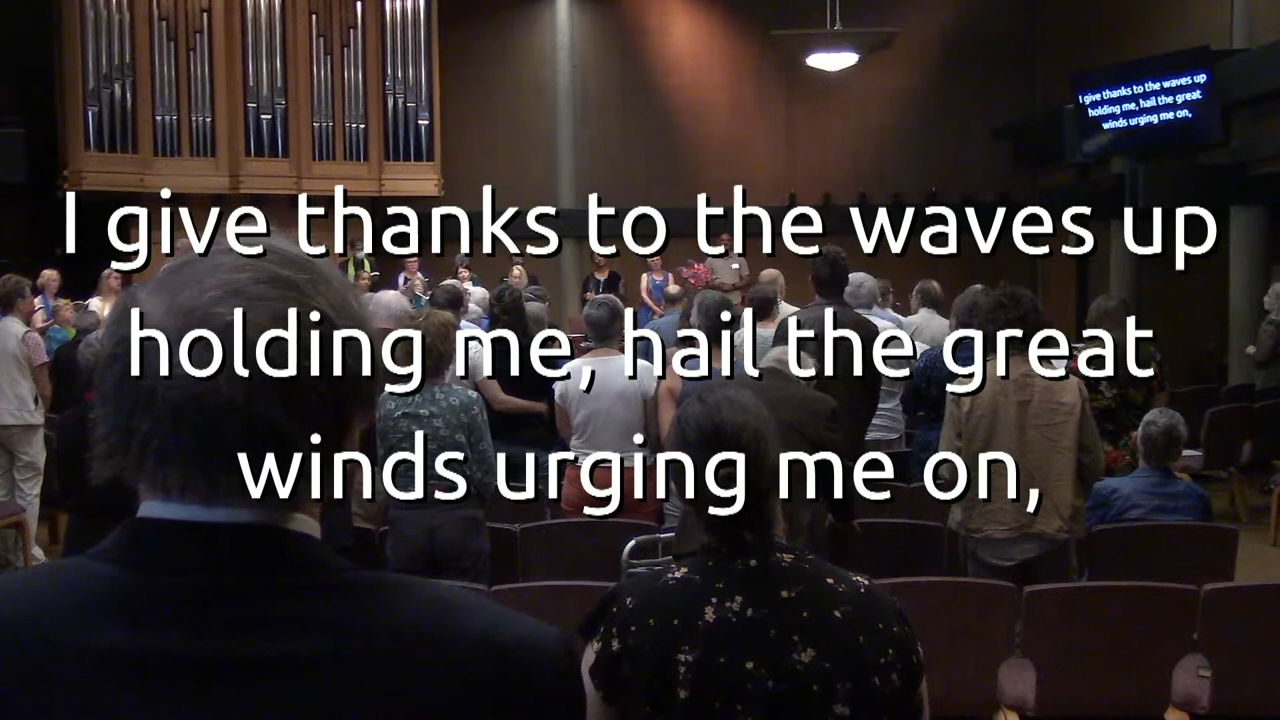 I give thanks to the waves up
holding me, hail the great
winds urging me on,
I give thanks to the waves up
holding me, hail the great
winds urging me on,